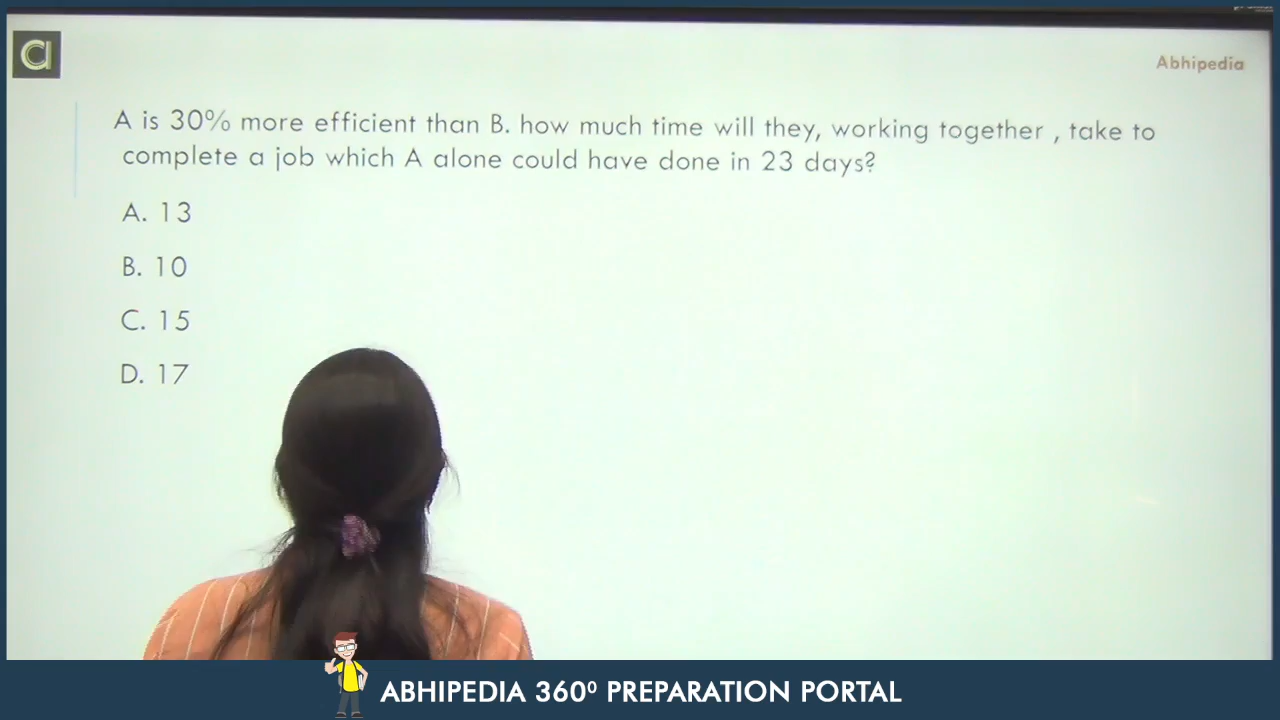 a
Abhipedia
A is 30% more efficient than B. how much time will they, working together , take to
complete a job which A alone could have done in 23 days?
A. 13
B. 10
C. 15
D. 17
ABHIPEDIA 360⁰ PREPARATION PORTAL